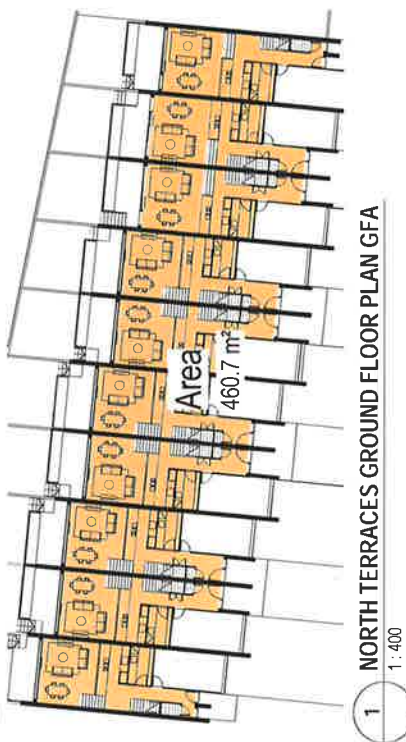 Area
460.7 m²
1
NORTH TERRACES GROUND FLOOR PLAN GFA
1 : 400